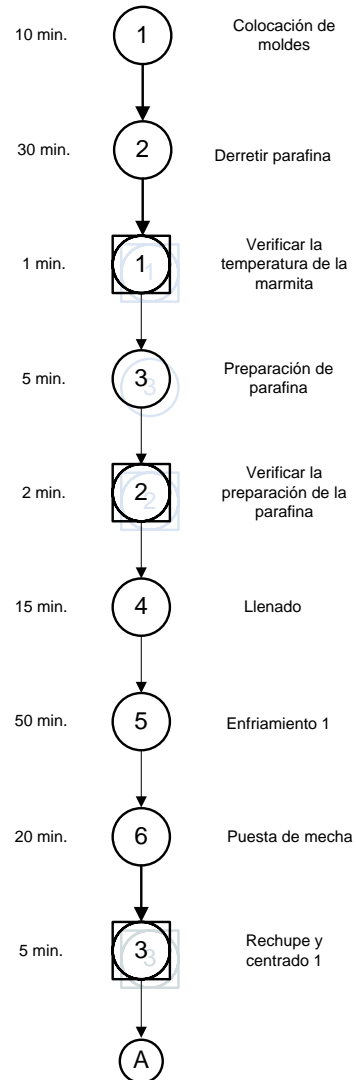 10 min.
1
Colocación de
moldes
30 min.
2
Derretir parafina
1 min.
1
Verificar la
temperatura de la
marmita
5 min.
3
Preparación de
parafina
2 min.
2
Verificar la
preparación de la
parafina
15 min.
4
Llenado
50 min.
5
Enfriamiento 1
20 min.
6
Puesta de mecha
5 min.
3
Rechupe y
centrado 1
A